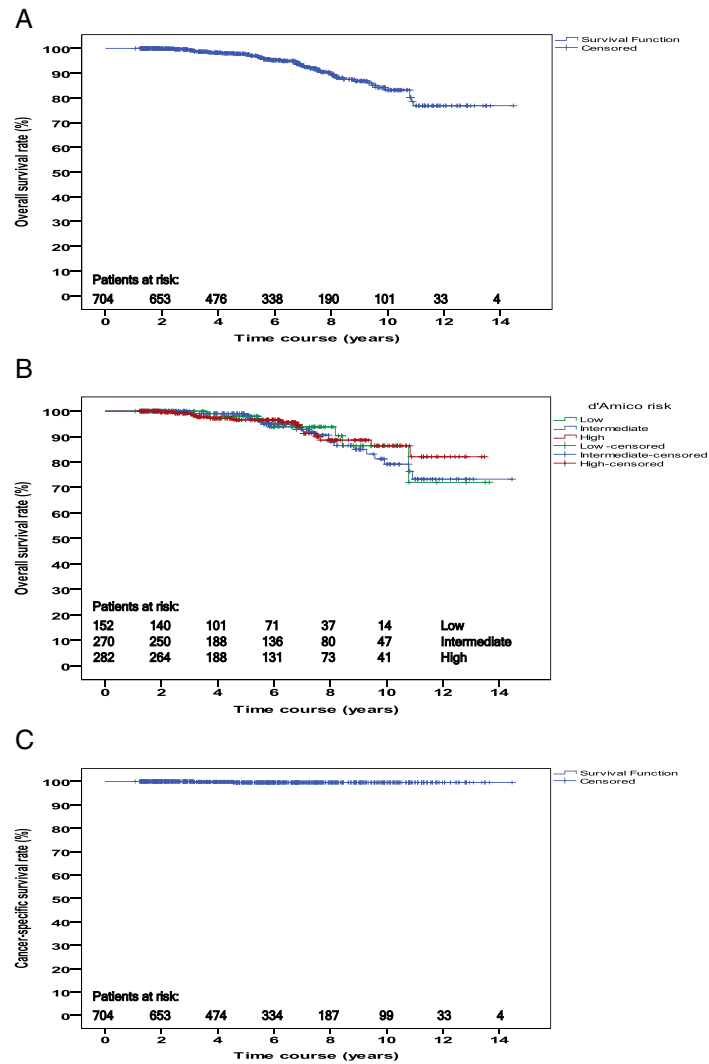 A
Survival Function
Censored
Overall survival rate (%)
100
90
80
70
60
50
40
30
20
10
0
Patients at risk:
704 653 476 338 190 101 33 4
0 2 4 6 8 10 12 14
Time course (years)
B
d'Amico risk
Low
Intermediate
High
Low-censored
Intermediate-censored
High-censored
Overall survival rate (%)
100
90
80
70
60
50
40
30
20
10
0
Patients at risk:
152 140 101 71 37 14 Low
270 250 188 136 80 47 Intermediate
282 264 188 131 73 41 High
0 2 4 6 8 10 12 14
Time course (years)
C
Survival Function
Censored
Cancer-specific survival rate (%)
100
90
80
70
60
50
40
30
20
10
0
Patients at risk:
704 653 474 334 187 99 33 4
0 2 4 6 8 10 12 14
Time course (years)